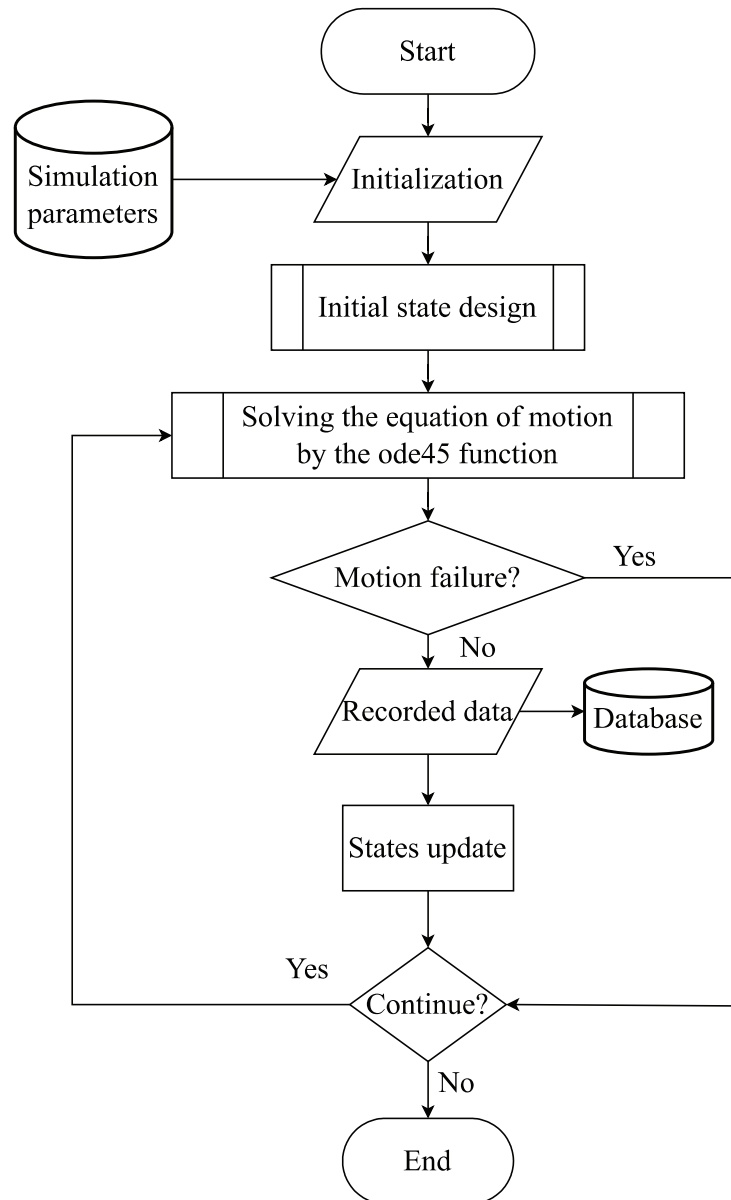 Start
Simulation
parameters
Initialization
Initial state design
Solving the equation of motion
by the ode45 function
Motion failure?
Yes
No
Recorded data
Database
States update
Yes
Continue?
No
End